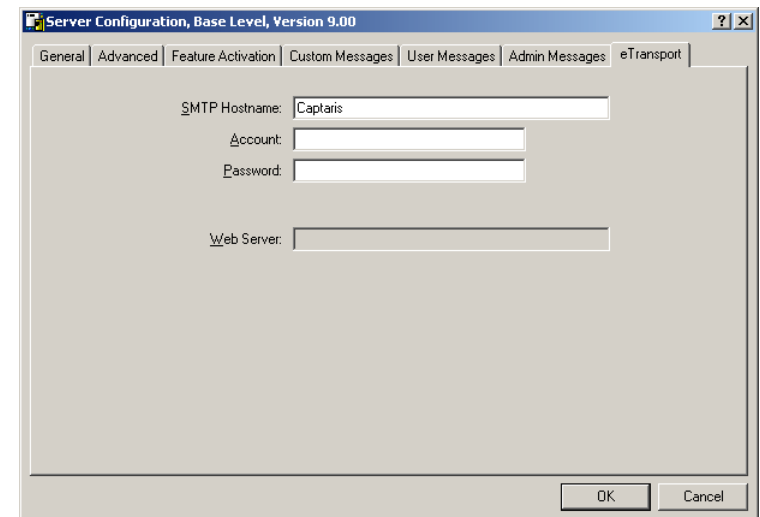 Server Configuration, Base Level, Version 9.00
General Advanced Feature Activation Custom Messages User Messages Admin Messages eTransport
SMTP Hostname: Captaris
Account:
Password:
Web Server:
OK Cancel